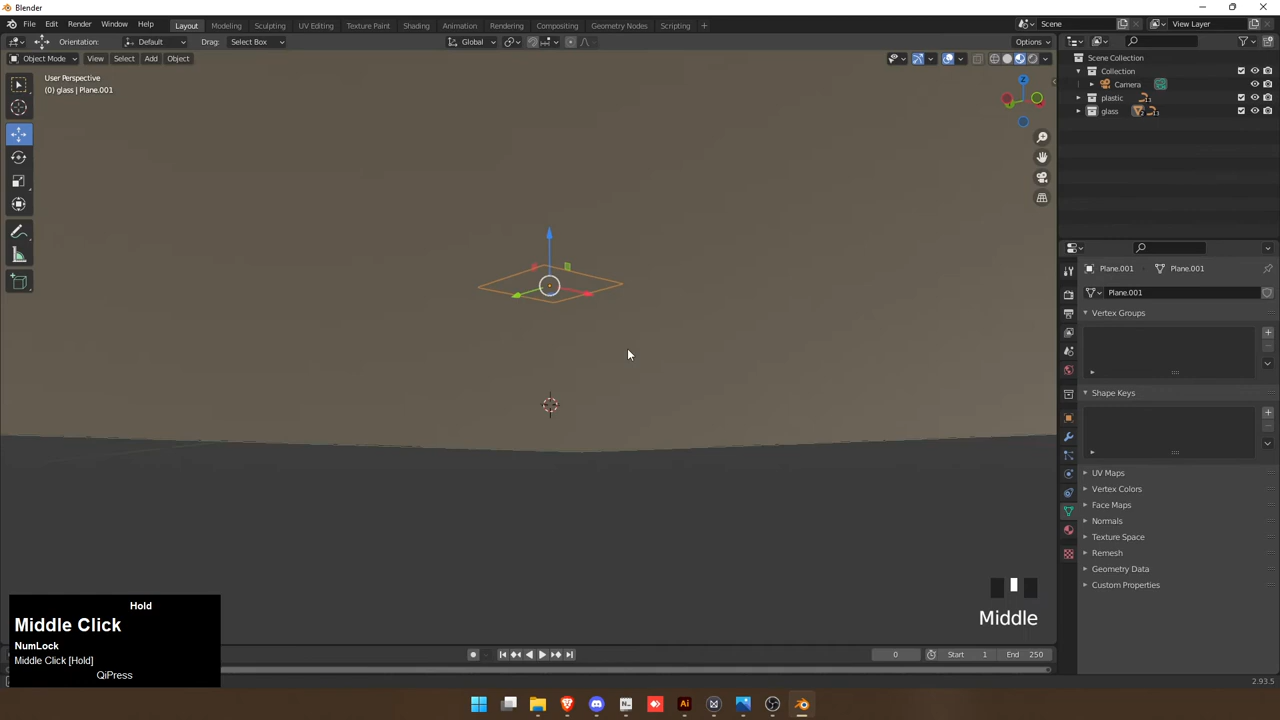 Blender
File Edit Render Window Help
Layout Modeling Sculpting UV Editing Texture Paint Shading Animation Rendering Compositing Geometry Nodes Scripting
Scene
View Layer
Orientation: Default Drag: Select Box
Global
Options
Object Mode View Select Add Object
User Perspective
(0) glass | Plane.001
Z
Scene Collection
Collection
Camera
plastic
glass
Plane.001 Plane.001
Plane.001
Vertex Groups
Shape Keys
UV Maps
Vertex Colors
Face Maps
Normals
Texture Space
Remesh
Geometry Data
Custom Properties
Hold
Middle Click
NumLock
Middle Click [Hold]
QiPress
Middle
0 Start 1 End 250
2.93.5